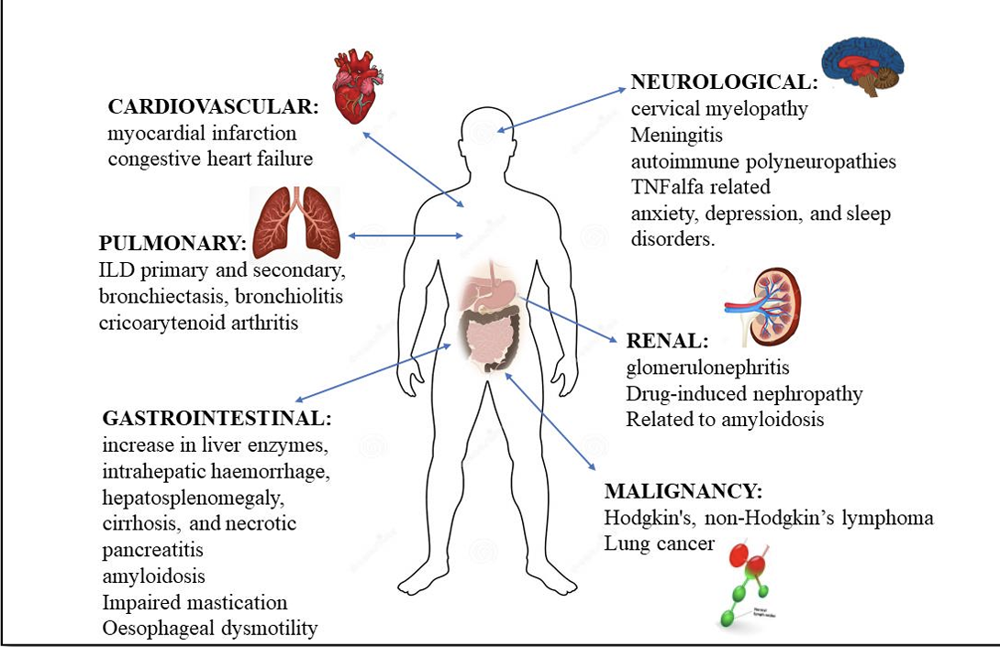 CARDIOVASCULAR:
myocardial infarction
congestive heart failure
PULMONARY:
ILD primary and secondary,
bronchiectasis, bronchiolitis
cricoarytenoid arthritis
GASTROINTESTINAL:
increase in liver enzymes,
intrahepatic haemorrhage,
hepatosplenomegaly,
cirrhosis, and necrotic
pancreatitis
amyloidosis
Impaired mastication
Oesophageal dysmotility
NEUROLOGICAL:
cervical myelopathy
Meningitis
autoimmune polyneuropathies
TNFalfa related
anxiety, depression, and sleep
disorders.
RENAL:
glomerulonephritis
Drug-induced nephropathy
Related to amyloidosis
MALIGNANCY:
Hodgkin's, non-Hodgkin’s lymphoma
Lung cancer